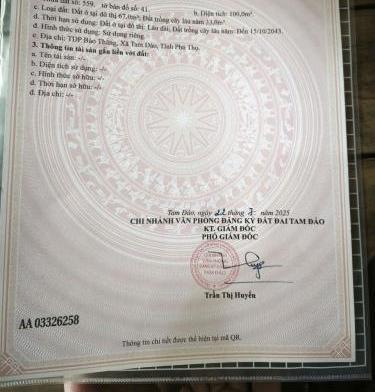 đất số: 559, tờ bản đồ số: 41.
b. Diện tích: 100,0m²
c. Loại đất: Đất ở tại đô thị 67,0m²; Đất trồng cây lâu năm 33,0m²
d. Thời hạn sử dụng: Đất ở tại đô thị: Lâu dài; Đất trồng cây lâu năm: Đến 15/10/2043.
đ. Hình thức sử dụng: Sử dụng riêng.
e. Địa chỉ: TDP Bảo Thắng, Xã Tam Đảo, Tỉnh Phú Thọ.
3. Thông tin tài sản gắn liền với đất:
a. Tên tài sản: -/-
b. Diện tích sử dụng: -/-
c. Hình thức sở hữu: -/-
d. Thời hạn sở hữu: -/-
đ. Địa chỉ: -/-
Tam Đảo, ngày 22 tháng 7 năm 2025
CHI NHÁNH VĂN PHÒNG ĐĂNG KÝ ĐẤT ĐAI TAM ĐẢO
KT. GIÁM ĐỐC
PHÓ GIÁM ĐỐC
Trần Thị Huyền
AA 03326258
Thông tin chi tiết được thể hiện tại mã QR.